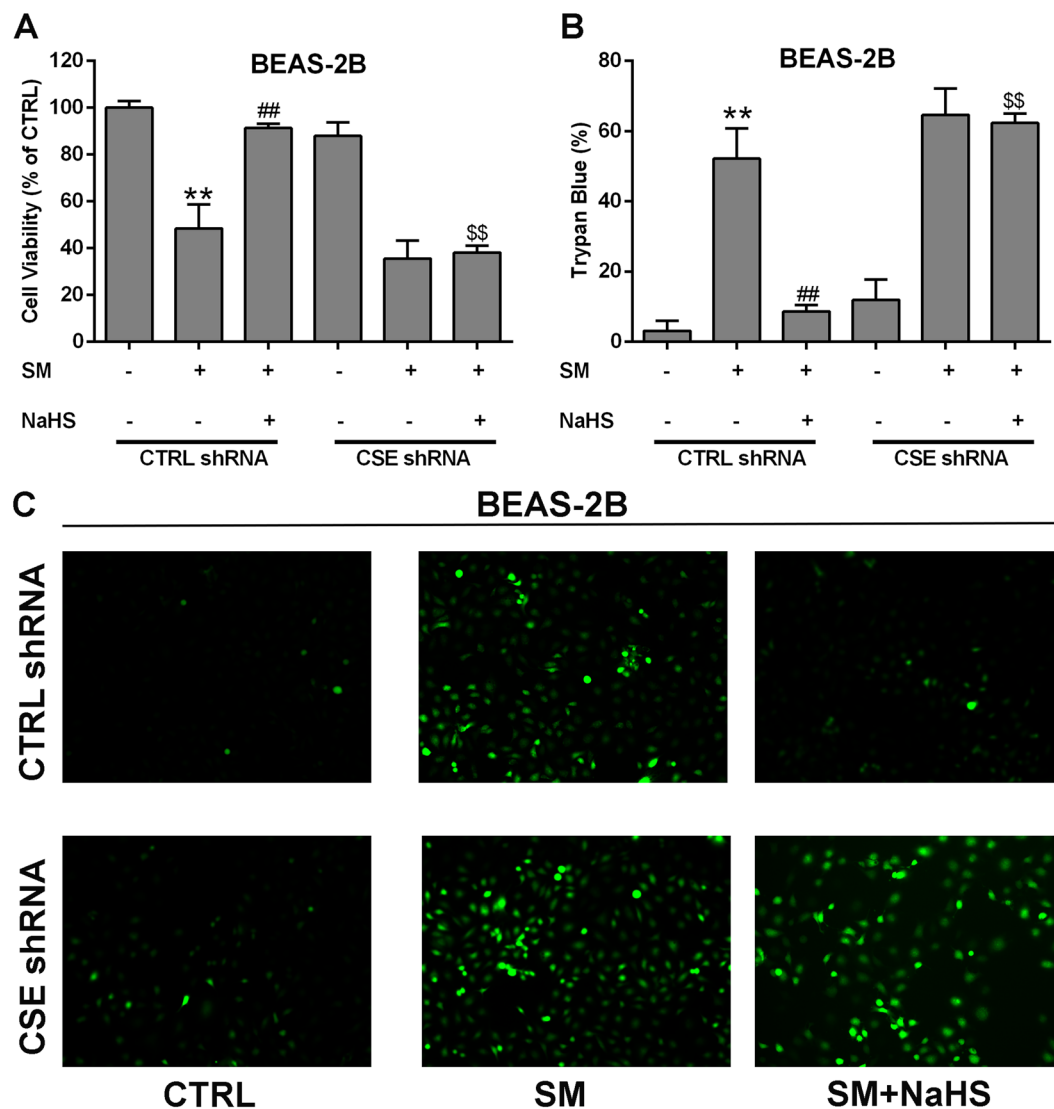 A
BEAS-2B
Cell Viability (% of CTRL)
120
100
80
60
40
20
0
** ## $$
SM - + + - + +
NaHS - - + - - +
CTRL shRNA CSE shRNA
B
BEAS-2B
Trypan Blue (%)
80
60
40
20
0
** ## $$
SM - + + - + +
NaHS - - + - - +
CTRL shRNA CSE shRNA
C
BEAS-2B
CTRL shRNA
CSE shRNA
CTRL SM SM+NaHS